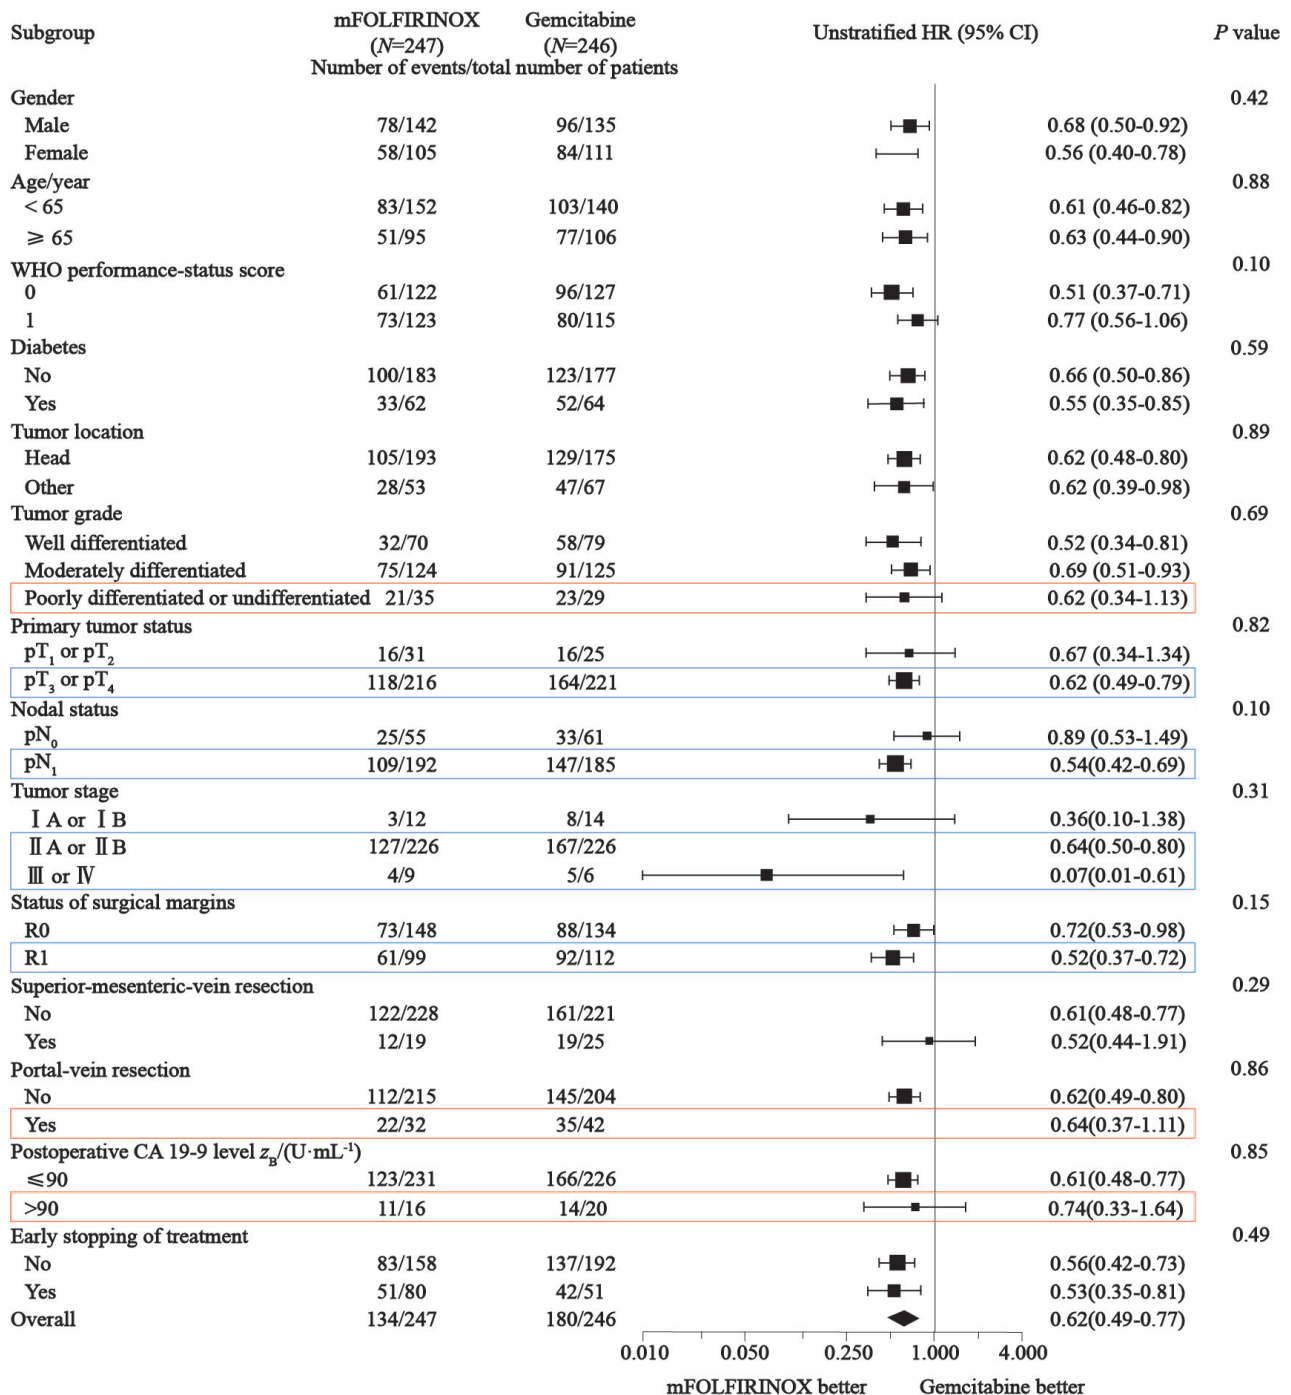 Subgroup mFOLFIRINOX (N=247) Gemcitabine (N=246) Unstratified HR (95% CI) P value
Number of events/total number of patients
Gender 0.42
Male 78/142 96/135 0.68 (0.50-0.92)
Female 58/105 84/111 0.56 (0.40-0.78)
Age/year 0.88
< 65 83/152 103/140 0.61 (0.46-0.82)
⩾ 65 51/95 77/106 0.63 (0.44-0.90)
WHO performance-status score 0.10
0 61/122 96/127 0.51 (0.37-0.71)
1 73/123 80/115 0.77 (0.56-1.06)
Diabetes 0.59
No 100/183 123/177 0.66 (0.50-0.86)
Yes 33/62 52/64 0.55 (0.35-0.85)
Tumor location 0.89
Head 105/193 129/175 0.62 (0.48-0.80)
Other 28/53 47/67 0.62 (0.39-0.98)
Tumor grade 0.69
Well differentiated 32/70 58/79 0.52 (0.34-0.81)
Moderately differentiated 75/124 91/125 0.69 (0.51-0.93)
Poorly differentiated or undifferentiated 21/35 23/29 0.62 (0.34-1.13)
Primary tumor status 0.82
pT₁ or pT₂ 16/31 16/25 0.67 (0.34-1.34)
pT₃ or pT₄ 118/216 164/221 0.62 (0.49-0.79)
Nodal status 0.10
pN₀ 25/55 33/61 0.89 (0.53-1.49)
pN₁ 109/192 147/185 0.54(0.42-0.69)
Tumor stage 0.31
ⅠA or ⅠB 3/12 8/14 0.36(0.10-1.38)
ⅡA or ⅡB 127/226 167/226 0.64(0.50-0.80)
Ⅲ or Ⅳ 4/9 5/6 0.07(0.01-0.61)
Status of surgical margins 0.15
R0 73/148 88/134 0.72(0.53-0.98)
R1 61/99 92/112 0.52(0.37-0.72)
Superior-mesenteric-vein resection 0.29
No 122/228 161/221 0.61(0.48-0.77)
Yes 12/19 19/25 0.52(0.44-1.91)
Portal-vein resection 0.86
No 112/215 145/204 0.62(0.49-0.80)
Yes 22/32 35/42 0.64(0.37-1.11)
Postoperative CA 19-9 level z_B/(U·mL⁻¹) 0.85
⩽90 123/231 166/226 0.61(0.48-0.77)
>90 11/16 14/20 0.74(0.33-1.64)
Early stopping of treatment 0.49
No 83/158 137/192 0.56(0.42-0.73)
Yes 51/80 42/51 0.53(0.35-0.81)
Overall 134/247 180/246 0.62(0.49-0.77)
0.010 0.050 0.250 1.000 4.000
mFOLFIRINOX better Gemcitabine better